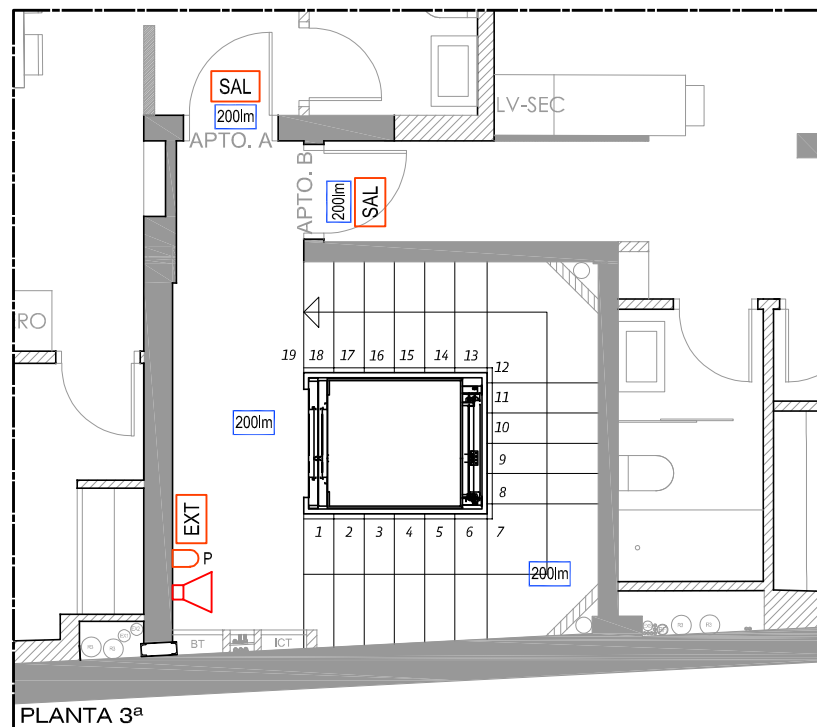 SAL
200lm
APTO. A
LV-SEC
APTO. B
200lm
SAL
RO
19 18 17 16 15 14 13 12
11
10
9
8
200lm
1 2 3 4 5 6 7
EXT
P
200lm
BT
ICT
PLANTA 3ª